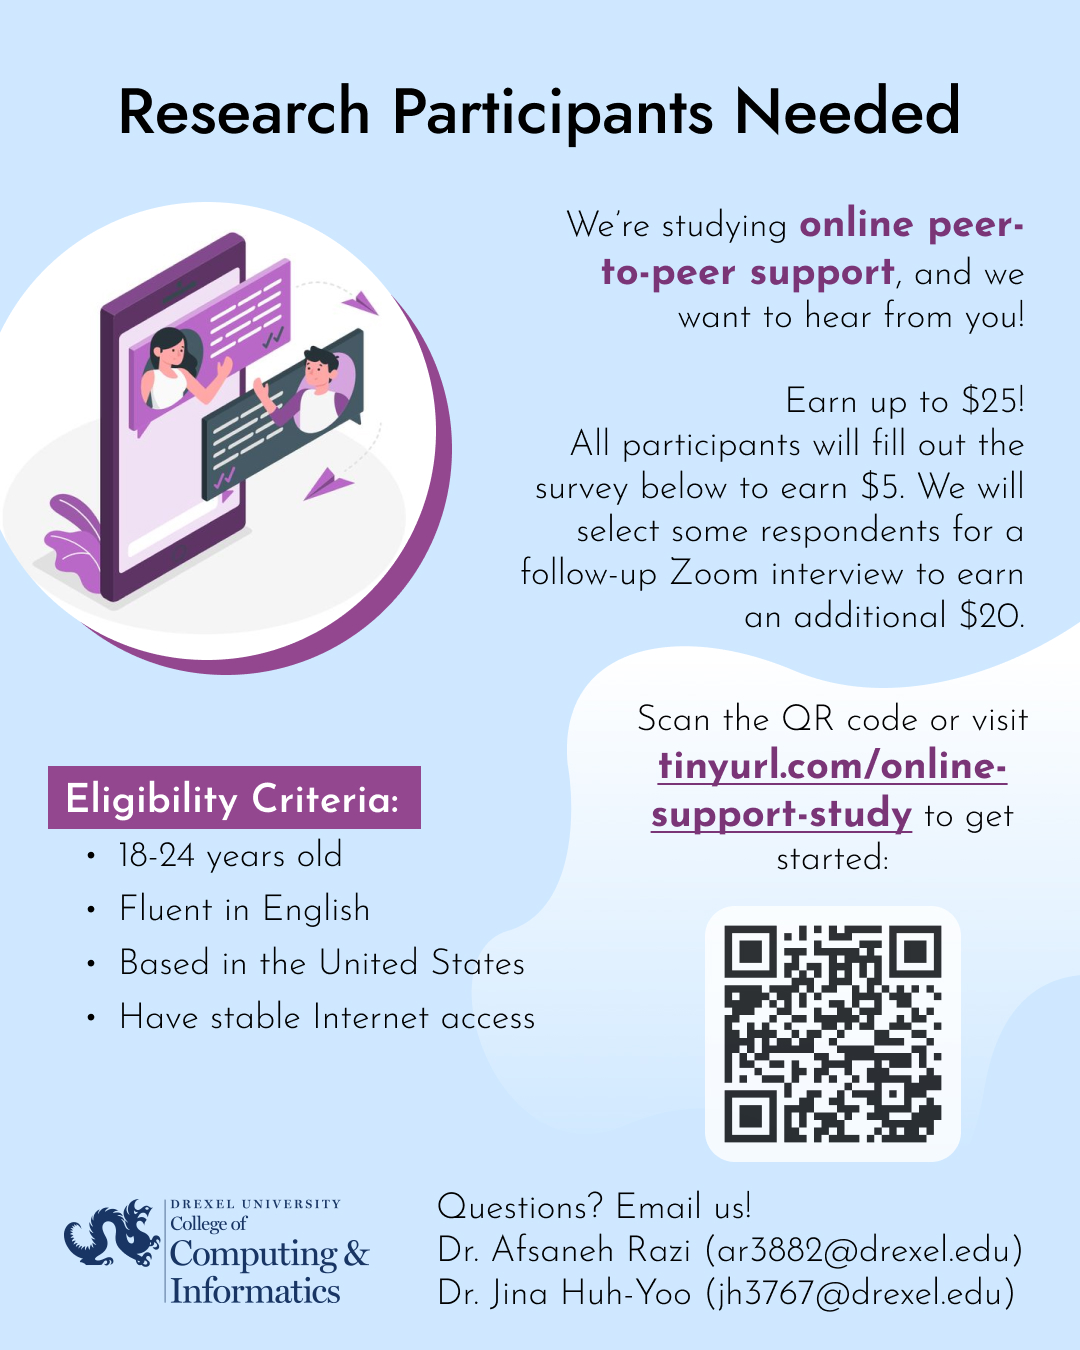 Research Participants Needed
We're studying online peer-
to-peer support, and we
want to hear from you!
Earn up to $25!
All participants will fill out the
survey below to earn $5. We will
select some respondents for a
follow-up Zoom interview to earn
an additional $20.
Scan the QR code or visit
tinyurl.com/online-
support-study to get
started:
Eligibility Criteria:
• 18-24 years old
• Fluent in English
• Based in the United States
• Have stable Internet access
DREXEL UNIVERSITY
College of
Computing &
Informatics
Questions? Email us!
Dr. Afsaneh Razi (ar3882@drexel.edu)
Dr. Jina Huh-Yoo (jh3767@drexel.edu)